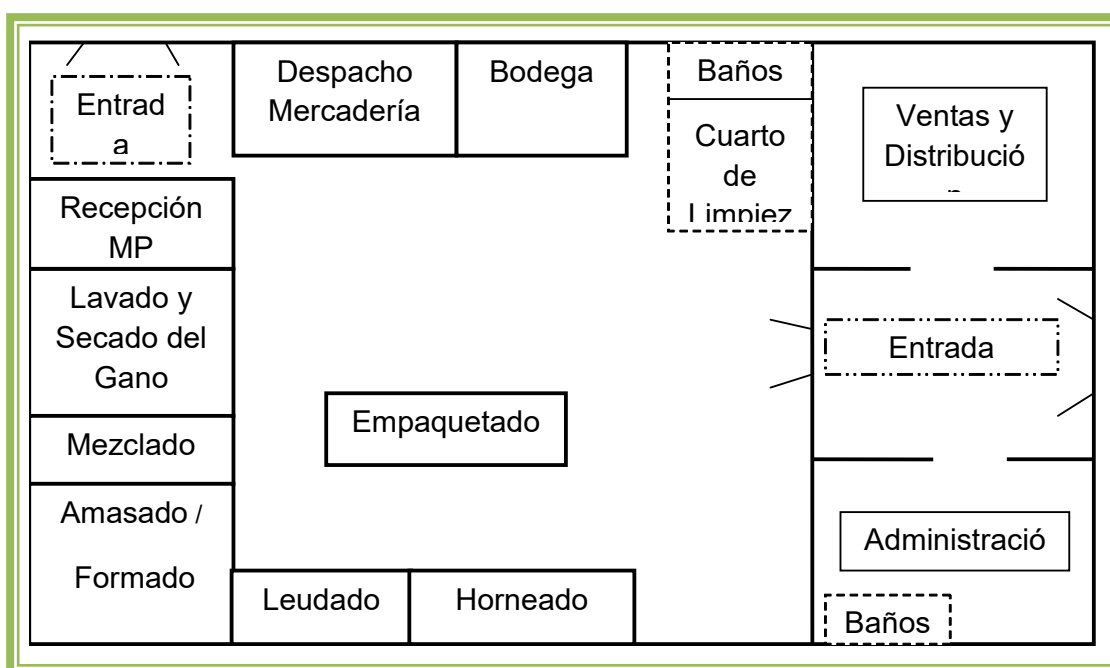 Entrad
a
Despacho
Mercadería
Bodega
Baños
Cuarto
de
Limpiez
Ventas y
Distribució
Recepción
MP
Lavado y
Secado del
Gano
Entrada
Mezclado
Empaquetado
Amasado /
Formado
Administració
Leudado
Horneado
Baños